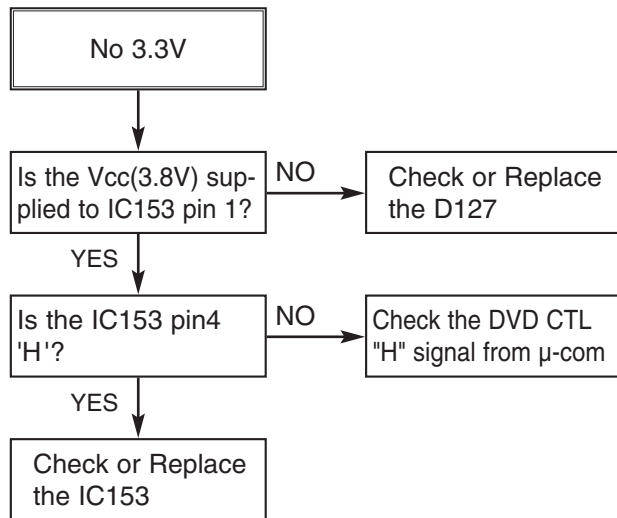 No 3.3V
Is the Vcc(3.8V) sup-
plied to IC153 pin 1?
NO
Check or Replace
the D127
YES
Is the IC153 pin4
'H'?
NO
Check the DVD CTL
"H" signal from µ-com
YES
Check or Replace
the IC153